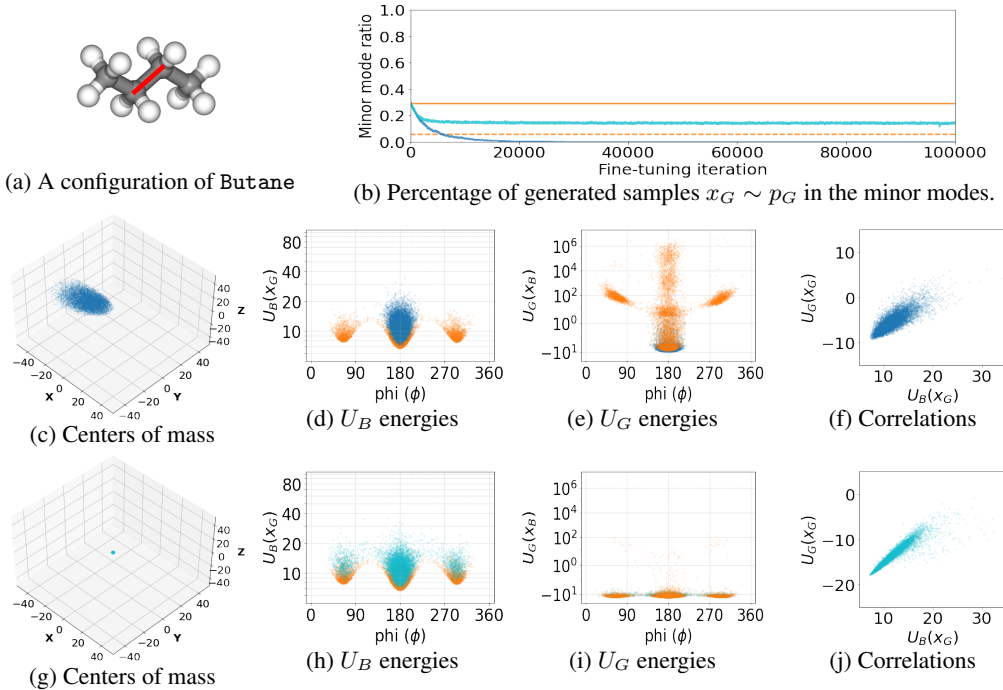 (a) A configuration of Butane
Minor mode ratio
1.0
0.8
0.6
0.4
0.2
0.0
0 20000 40000 60000 80000 100000
Fine-tuning iteration
(b) Percentage of generated samples x_G ∼ p_G in the minor modes.
40
20
0
−20
−40
Z
−40
−20
0
20
40
X
−40
−20
0
20
40
Y
(c) Centers of mass
U_B(x_G)
80
40
20
10
0 90 180 270 360
phi (ϕ)
(d) U_B energies
U_G(x_B)
10^6
10^4
10^2
10^0
−10^1
0 90 180 270 360
phi (ϕ)
(e) U_G energies
U_G(x_G)
10
0
−10
10 20 30
U_B(x_G)
(f) Correlations
40
20
0
−20
−40
Z
−40
−20
0
20
40
X
−40
−20
0
20
40
Y
(g) Centers of mass
U_B(x_G)
80
40
20
10
0 90 180 270 360
phi (ϕ)
(h) U_B energies
U_G(x_B)
10^6
10^4
10^2
10^0
−10^1
0 90 180 270 360
phi (ϕ)
(i) U_G energies
U_G(x_G)
0
−10
−20
10 20 30
U_B(x_G)
(j) Correlations